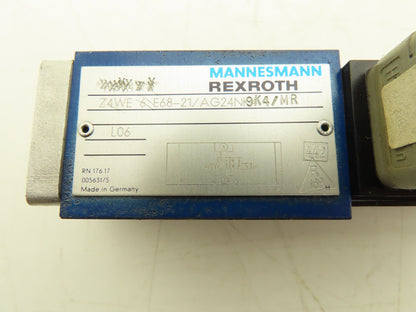 MANNESMANN
REXROTH
Z4WE 6 E68-21/AG24N9K4/MR
L06
RN 176.17
005631/5
Made in Germany